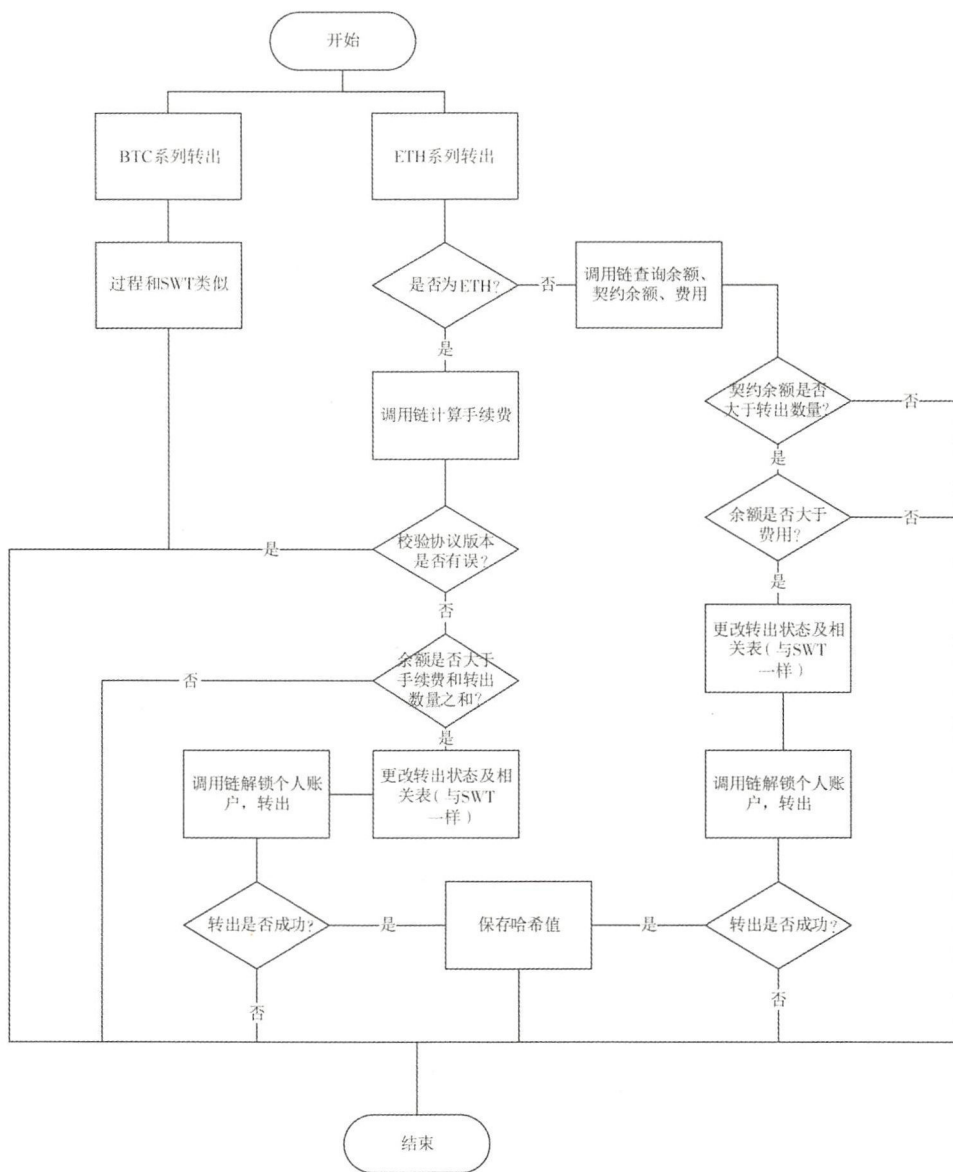 开始
BTC系列转出
ETH系列转出
过程和SWT类似
是否为ETH?
否
调用链查询余额、
契约余额、费用
是
调用链计算手续费
契约余额是否
大于转出数量?
否
是
余额是否大于
费用?
否
是
校验协议版本
是否有误?
是
否
更改转出状态及相
关表(与SWT
一样)
余额是否大于
手续费和转出
数量之和?
否
是
调用链解锁个人账
户，转出
更改转出状态及相
关表(与SWT
一样)
调用链解锁个人账
户，转出
转出是否成功?
是
保存哈希值
是
转出是否成功?
否
否
结束